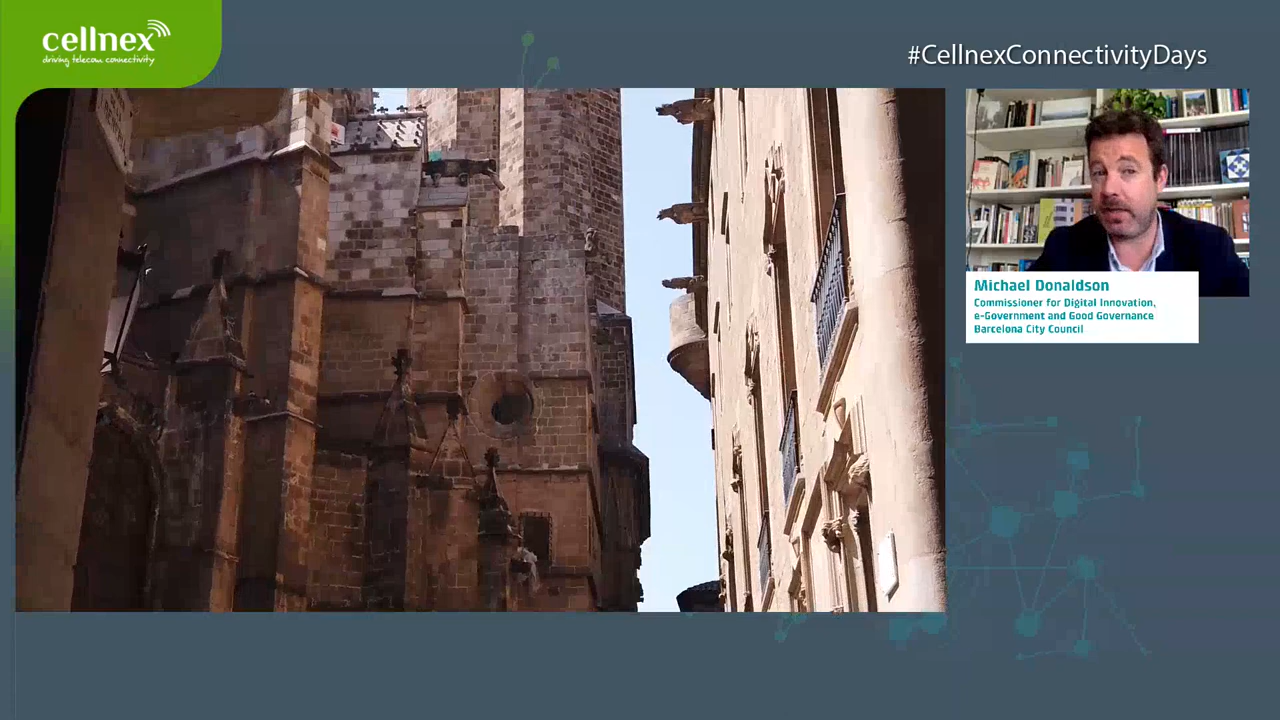 cellnex
driving telecom connectivity
#CellnexConnectivityDays
Michael Donaldson
Commissioner for Digital Innovation,
e-Government and Good Governance
Barcelona City Council